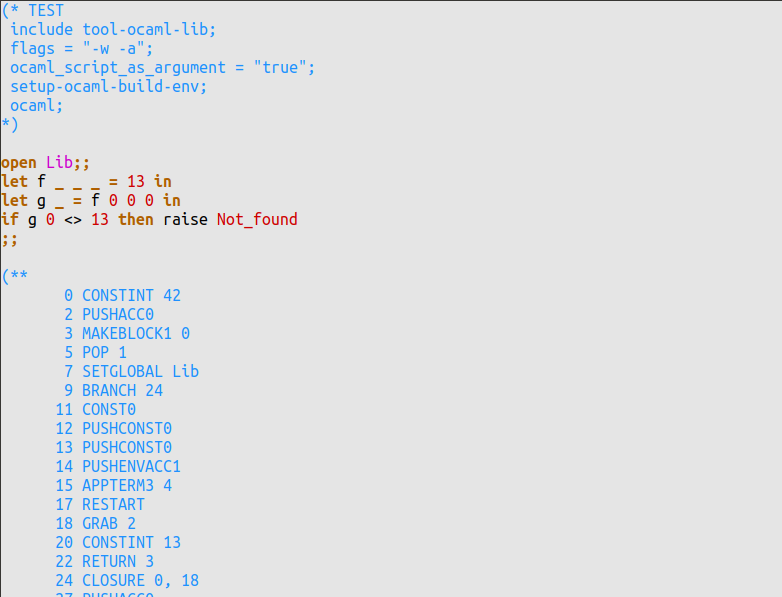 (* TEST
 include tool-ocaml-lib;
 flags = "-w -a";
 ocaml_script_as_argument = "true";
 setup-ocaml-build-env;
 ocaml;
*)

open Lib;;
let f _ _ _ = 13 in
let g _ = f 0 0 0 in
if g 0 <> 13 then raise Not_found
;;

(**
       0 CONSTINT 42
       2 PUSHACC0
       3 MAKEBLOCK1 0
       5 POP 1
       7 SETGLOBAL Lib
       9 BRANCH 24
      11 CONST0
      12 PUSHCONST0
      13 PUSHCONST0
      14 PUSHENVACC1
      15 APPTERM3 4
      17 RESTART
      18 GRAB 2
      20 CONSTINT 13
      22 RETURN 3
      24 CLOSURE 0, 18
      27 PUSHACC0